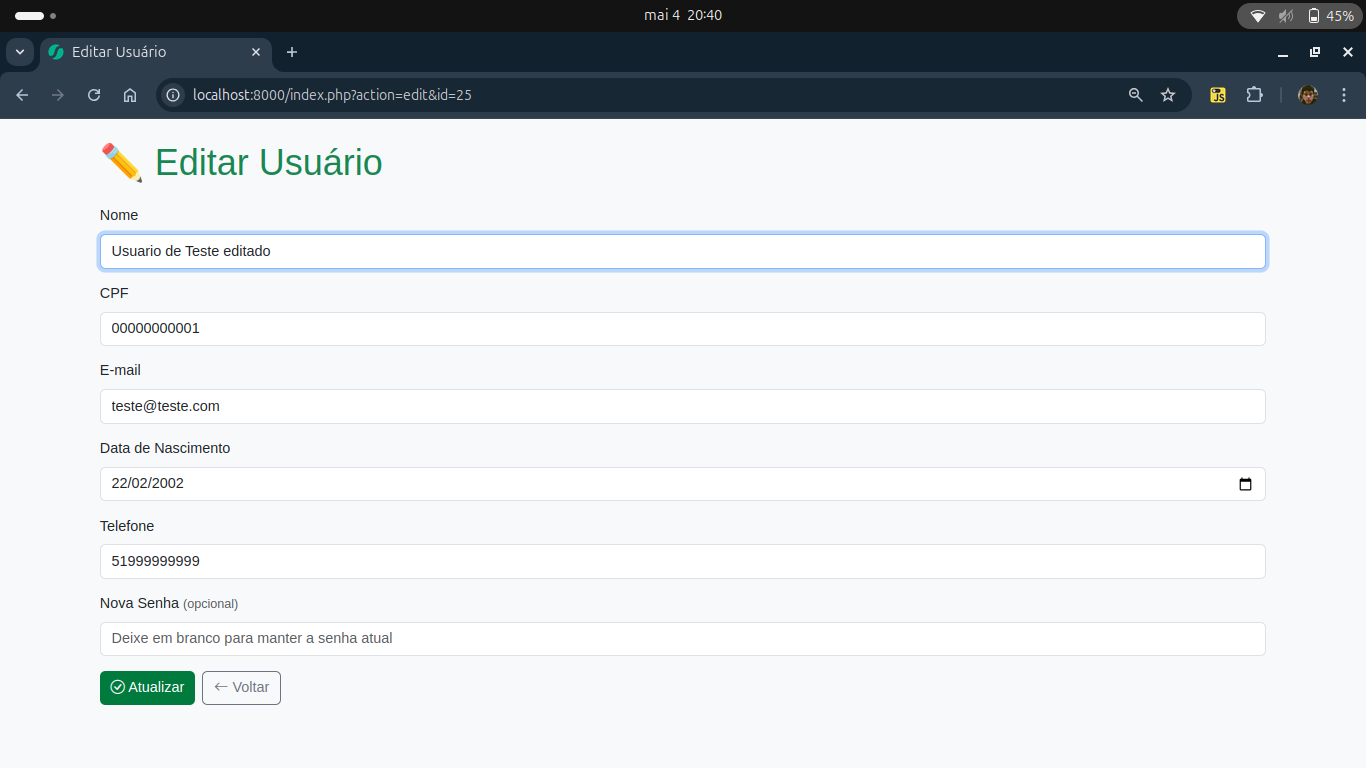 mai 4 20:40
45%
Editar Usuário
localhost:8000/index.php?action=edit&id=25
JS
Editar Usuário
Nome
Usuario de Teste editado
CPF
00000000001
E-mail
teste@teste.com
Data de Nascimento
22/02/2002
Telefone
51999999999
Nova Senha (opcional)
Deixe em branco para manter a senha atual
Atualizar
Voltar